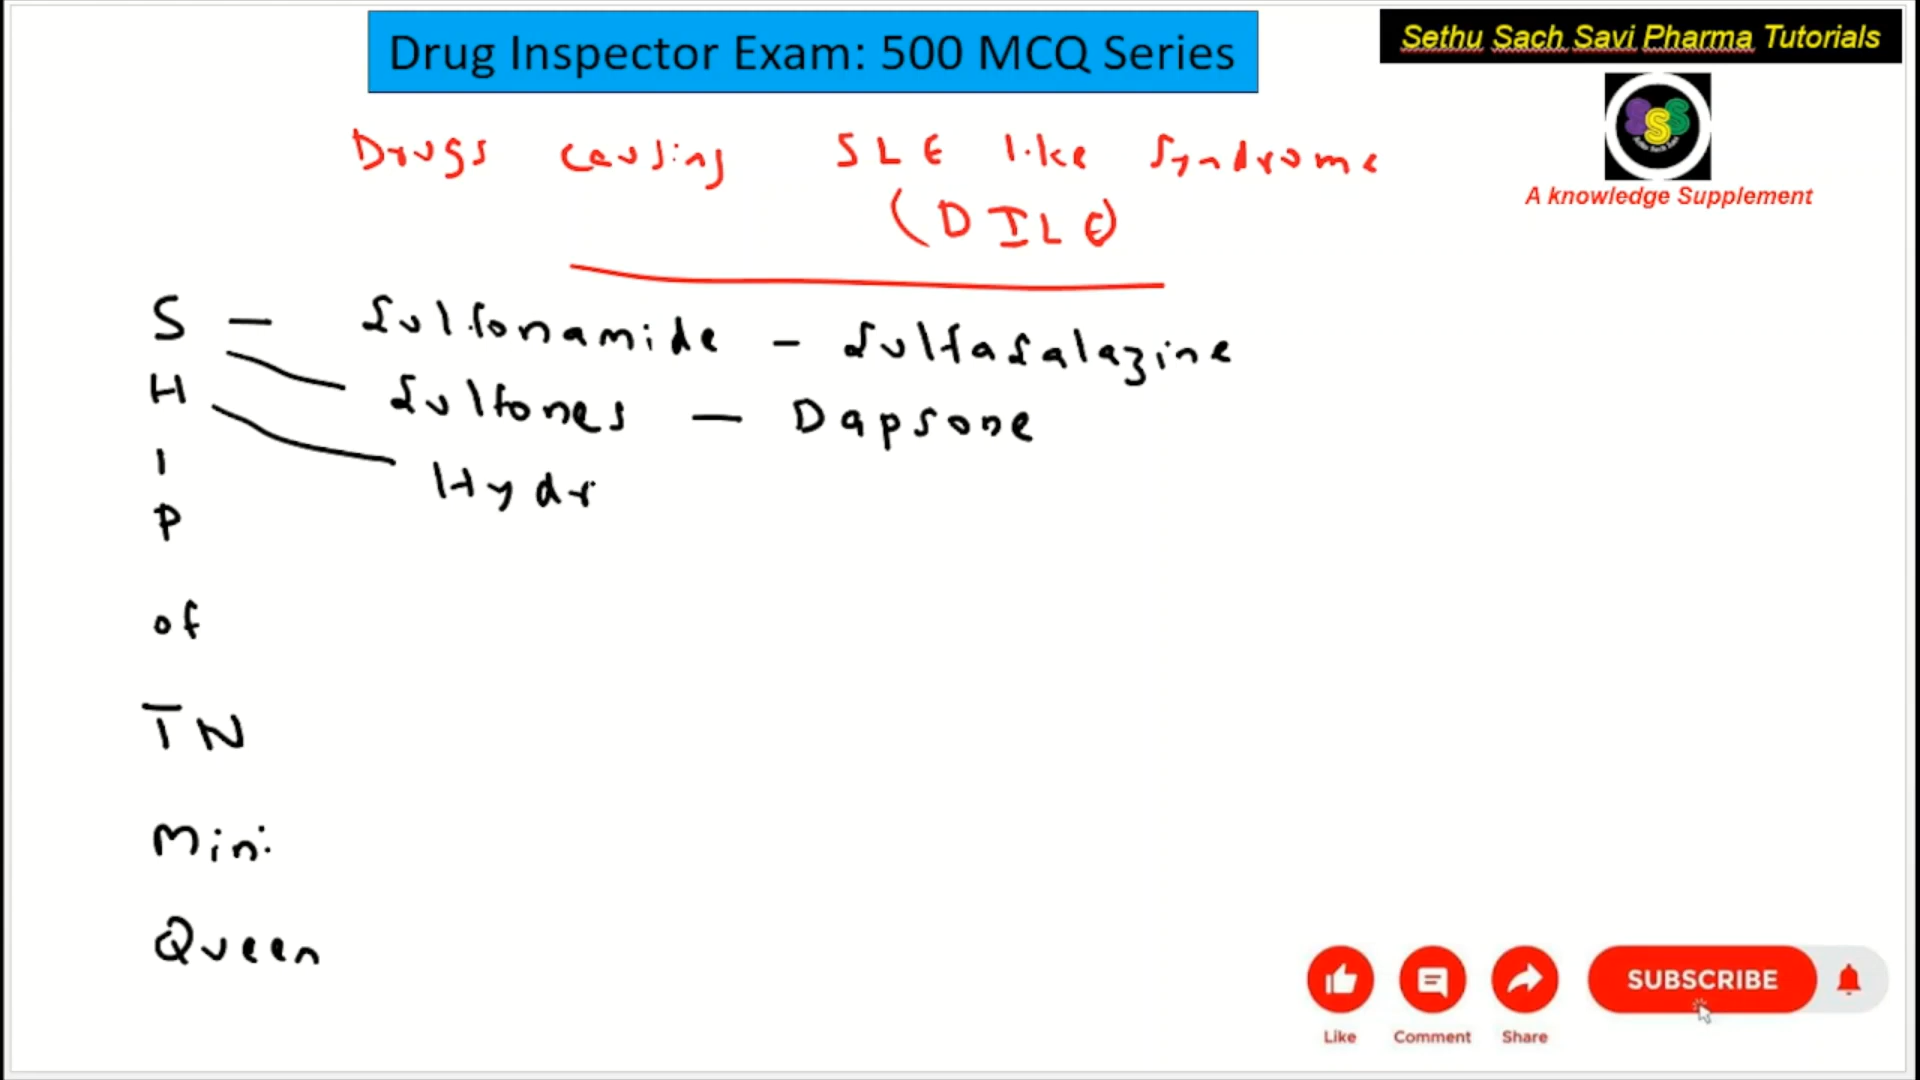 Drug Inspector Exam: 500 MCQ Series
Sethu Sach Savi Pharma Tutorials
SSS
A knowledge Supplement
Drugs causing SLE like Syndrome
(DILE)
S — Sulfonamide - Sulfasalazine
Sulfones — Dapsone
H
Hydr
I
P
of
TN
Mini
Queen
SUBSCRIBE
Like Comment Share